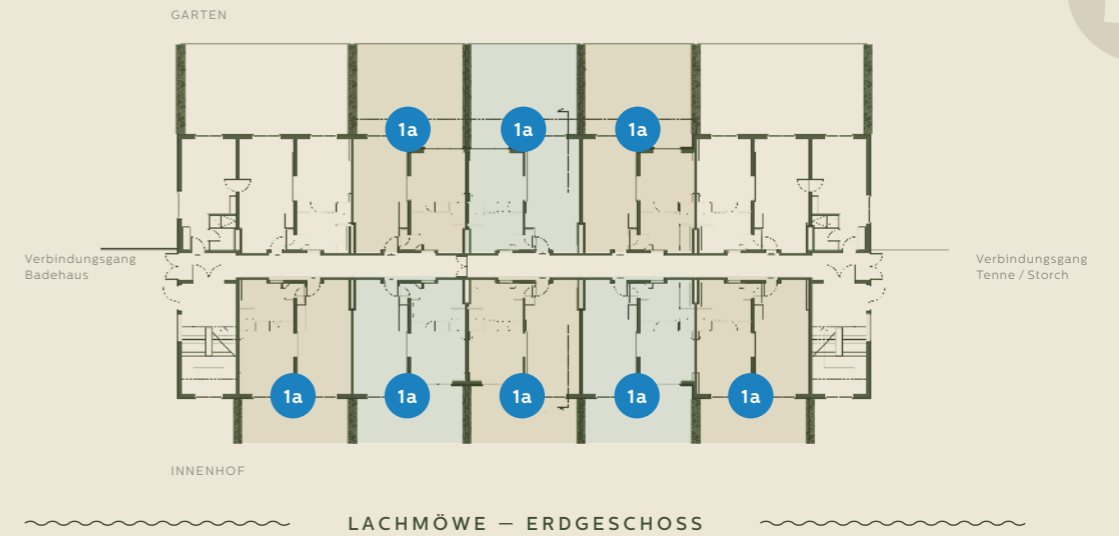 GARTEN
1a
1a
1a
Verbindungsgang
Badehaus
Verbindungsgang
Tenne / Storch
1a
1a
1a
1a
1a
INNENHOF
LACHMÖWE — ERDGESCHOSS